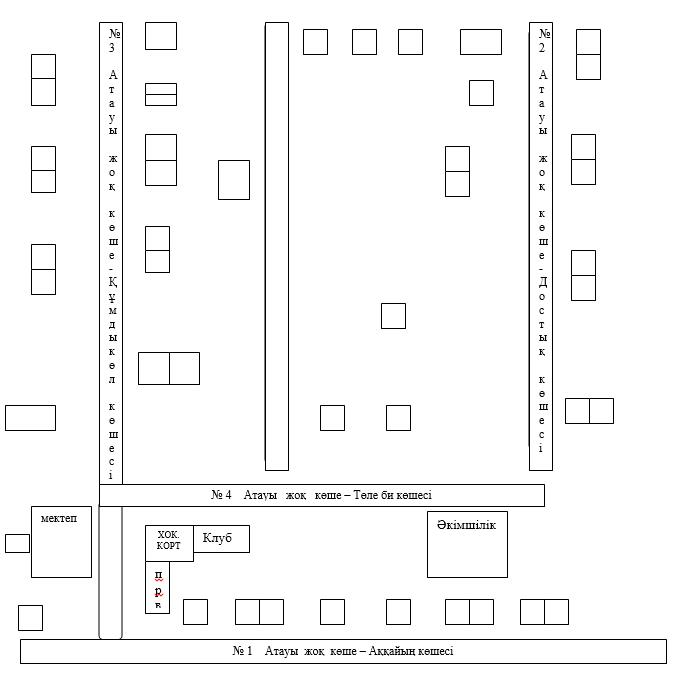 № 3 Атауы жоқ көше-Құмдыкөл көшесі
№ 2 Атауы жоқ көше-Достық көшесі
№ 4 Атауы жоқ көше – Төле би көшесі
мектеп
ХОК.
КОРТ
Клуб
Әкімшілік
прв
№ 1 Атауы жоқ көше – Аққайың көшесі